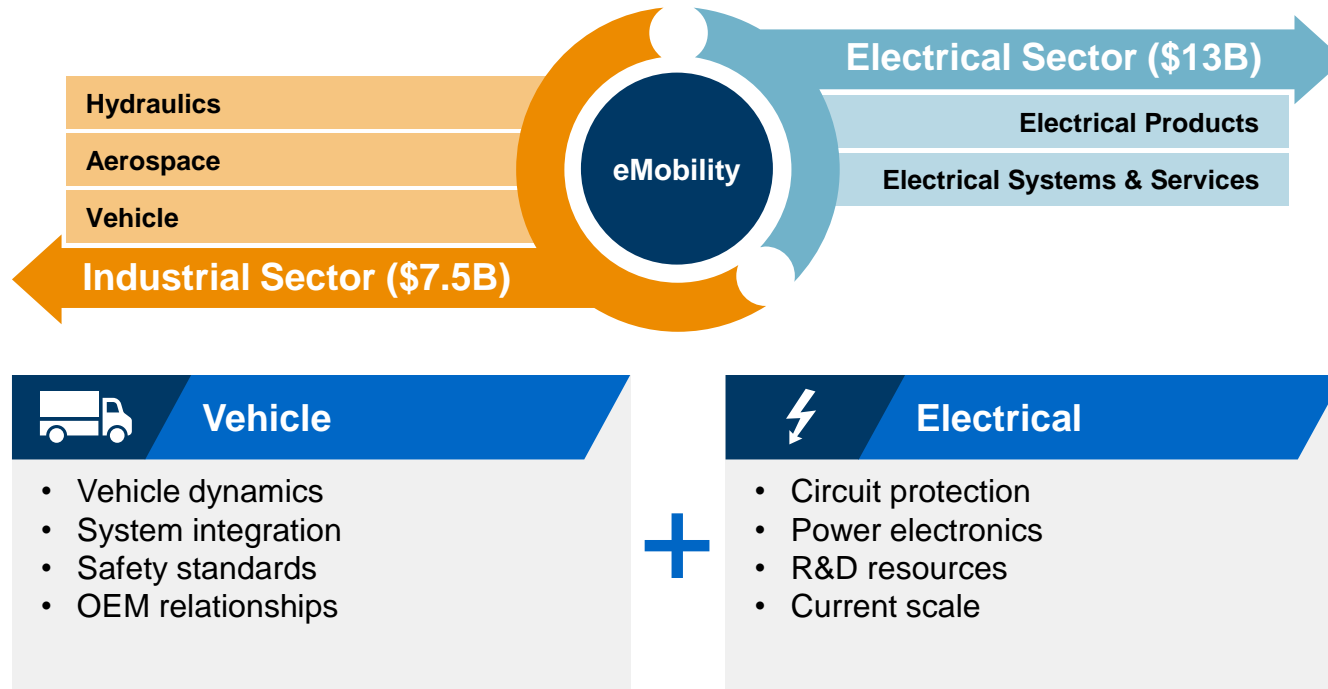 Electrical Sector ($13B)
Hydraulics
Electrical Products
Aerospace
eMobility
Electrical Systems & Services
Vehicle
Industrial Sector ($7.5B)
Vehicle
• Vehicle dynamics
• System integration
• Safety standards
• OEM relationships
+
Electrical
• Circuit protection
• Power electronics
• R&D resources
• Current scale